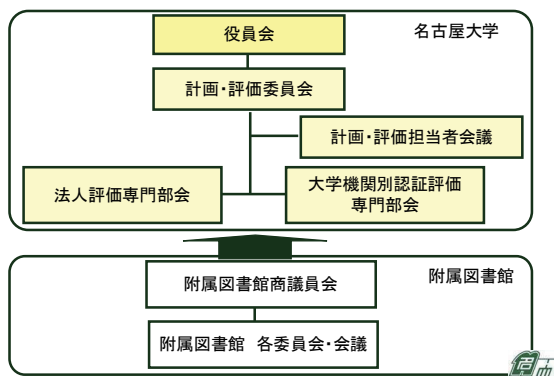 役員会
名古屋大学
計画・評価委員会
計画・評価担当者会議
法人評価専門部会
大学機関別認証評価
専門部会
附属図書館
附属図書館商議員会
附属図書館 各委員会・会議